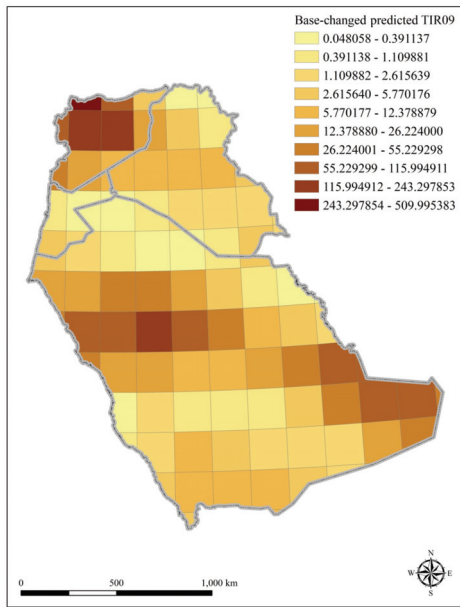 Base-changed predicted TIR09
0.048058 - 0.391137
0.391138 - 1.109881
1.109882 - 2.615639
2.615640 - 5.770176
5.770177 - 12.378879
12.378880 - 26.224000
26.224001 - 55.229298
55.229299 - 115.994911
115.994912 - 243.297853
243.297854 - 509.995383
N
W E
S
0 500 1,000 km